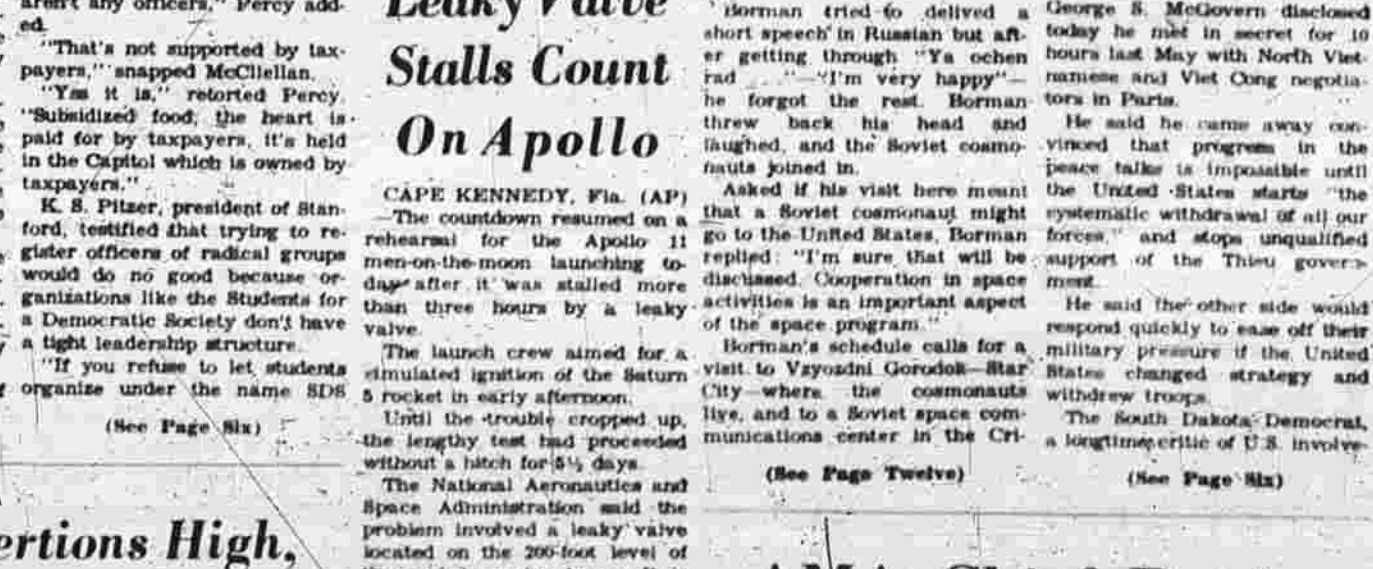 aren't any officers," Percy add-
ed.
"That's not supported by tax-
payers," snapped McCllellan.
"Yes it is," retorted Percy.
"Subsidized food; the heart is
paid for by taxpayers, it's held
in the Capitol which is owned by
taxpayers."
K. S. Pitzer, president of Stan-
ford, testified that trying to re-
gister officers of radical groups
would do no good because or-
ganizations like the Students for
a Democratic Society don't have
a tight leadership structure.
"If you refuse to let students
organize under the name SDS
(See Page Six)
ertions High,
Leaky Valve
Stalls Count
On Apollo
CAPE KENNEDY, Fla. (AP)
—The countdown resumed on a
rehearsal for the Apollo 11
men-on-the-moon launching to-
day after it was stalled more
than three hours by a leaky
valve.
The launch crew aimed for a
simulated ignition of the Saturn
5 rocket in early afternoon.
Until the trouble cropped up,
the lengthy test had proceeded
without a hitch for 5½ days.
The National Aeronautics and
Space Administration said the
problem involved a leaky valve
located on the 200-foot level of
Borman tried to delived a
short speech in Russian but aft-
er getting through "Ya ochen
rad ..."—"I'm very happy"—
he forgot the rest. Borman
threw back his head and
laughed, and the Soviet cosmo-
nauts joined in.
Asked if his visit here meant
that a Soviet cosmonaut might
go to the United States, Borman
replied: "I'm sure that will be
discussed. Cooperation in space
activities is an important aspect
of the space program."
Borman's schedule calls for a
visit to Vzyozdni Gorodok—Star
City—where the cosmonauts
live, and to a Soviet space com-
munications center in the Cri-
(See Page Twelve)
George S. McGovern disclosed
today he met in secret for 10
hours last May with North Viet-
namese and Viet Cong negotia-
tors in Paris.
He said he came away con-
vinced that progress in the
peace talks is impossible until
the United States starts "the
systematic withdrawal of all our
forces," and stops unqualified
support of the Thieu govern-
ment.
He said the other side would
respond quickly to ease off their
military pressure if the United
States changed strategy and
withdrew troops.
The South Dakota Democrat,
a longtime critic of U.S. involve-
(See Page Six)